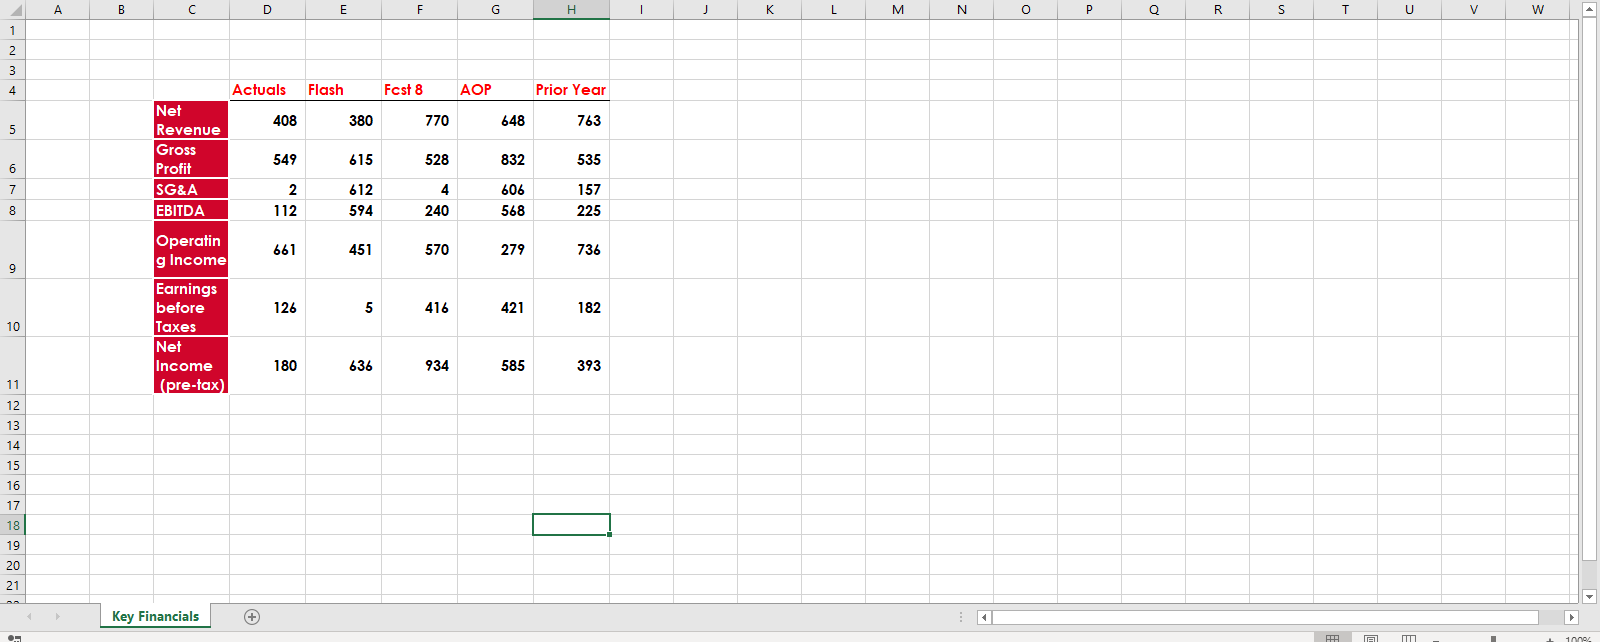 A B C D E F G H I J K L M N O P Q R S T U V W
1
2
3
4 Actuals Flash Fcst 8 AOP Prior Year
Net
Revenue
5 408 380 770 648 763
Gross
Profit
6 549 615 528 832 535
7 SG&A 2 612 4 606 157
8 EBITDA 112 594 240 568 225
Operatin
g Income
9 661 451 570 279 736
Earnings
before
Taxes
10 126 5 416 421 182
Net
Income
(pre-tax)
11 180 636 934 585 393
12
13
14
15
16
17
18
19
20
21
Key Financials
100%